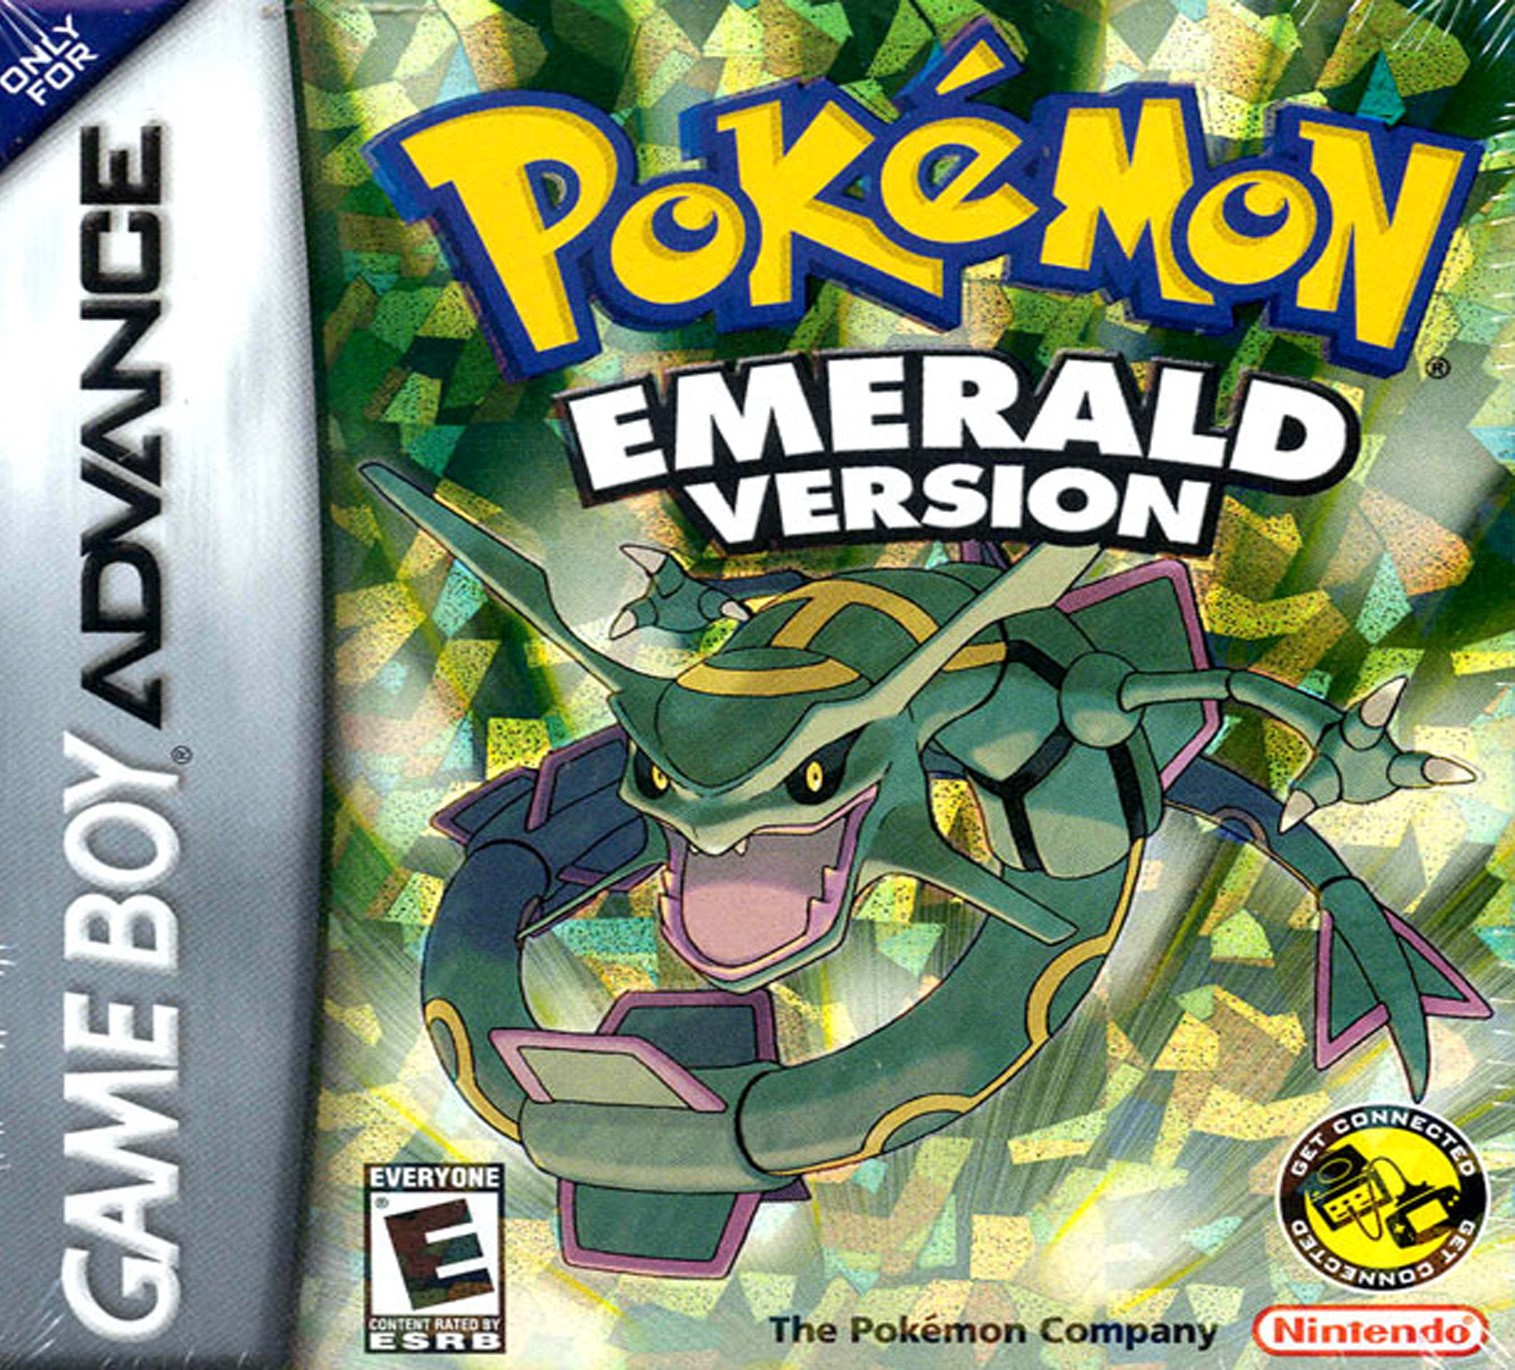 ONLY
FOR
GAME BOY ADVANCE®
POKéMON®
EMERALD
VERSION
EVERYONE
E®
CONTENT RATED BY
ESRB
GET CONNECTED
GET CONNECTED
The Pokémon Company
Nintendo®